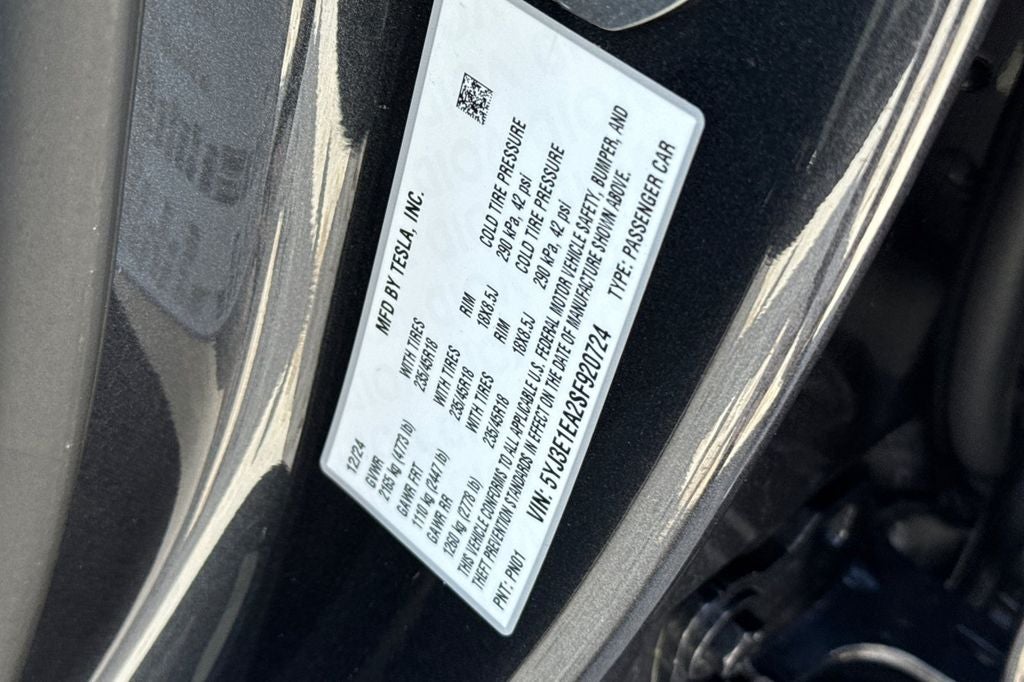 MFD BY TESLA, INC.
12/24
GVWR
2165 kg (4773 lb)
WITH TIRES
235/45R18
GAWR FRT
1110 kg (2447 lb)
WITH TIRES
235/45R18
RIM
18X8.5J
COLD TIRE PRESSURE
290 kPa, 42 psi
GAWR RR
1260 kg (2778 lb)
WITH TIRES
235/45R18
RIM
18X8.5J
COLD TIRE PRESSURE
290 kPa, 42 psi
THIS VEHICLE CONFORMS TO ALL APPLICABLE U.S. FEDERAL MOTOR VEHICLE SAFETY, BUMPER, AND
THEFT PREVENTION STANDARDS IN EFFECT ON THE DATE OF MANUFACTURE SHOWN ABOVE.
VIN: 5YJ3E1EA2SF920724
PNT: PN01
TYPE: PASSENGER CAR